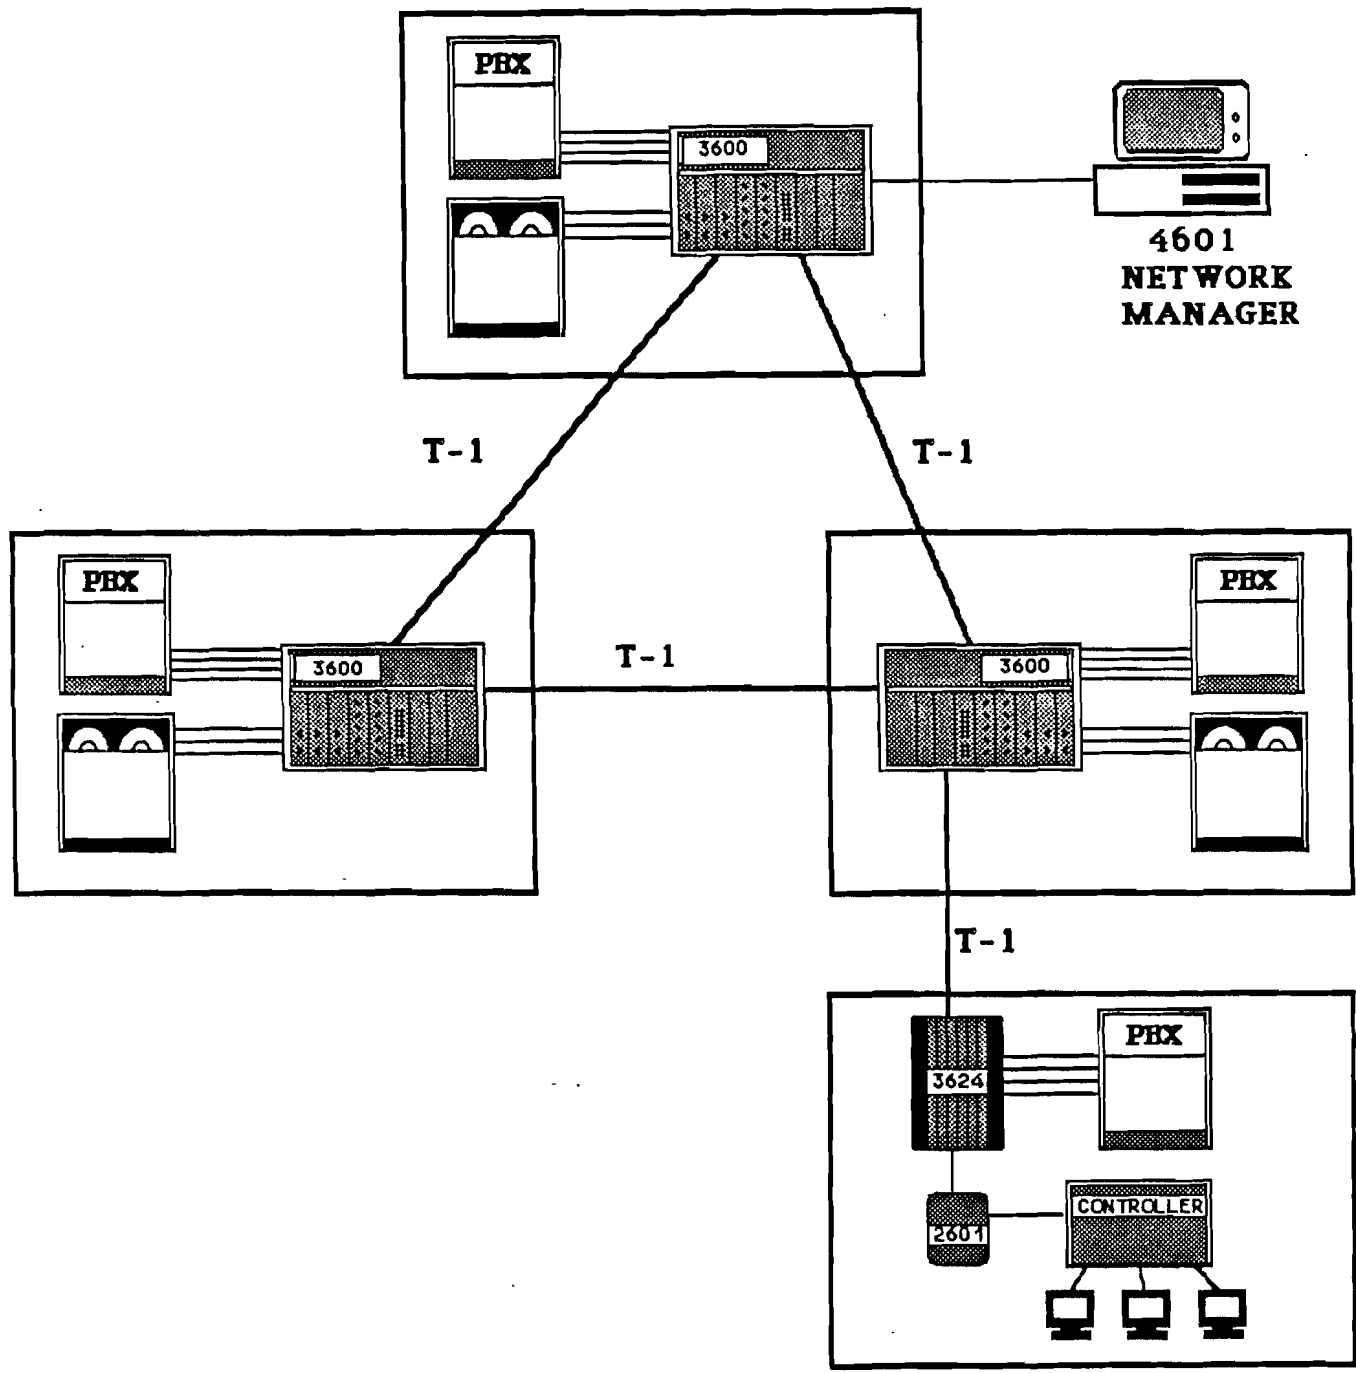 PBX
3600
4601
NETWORK
MANAGER
T-1
T-1
PBX
3600
T-1
3600
PBX
T-1
3624
PBX
2601
CONTROLLER